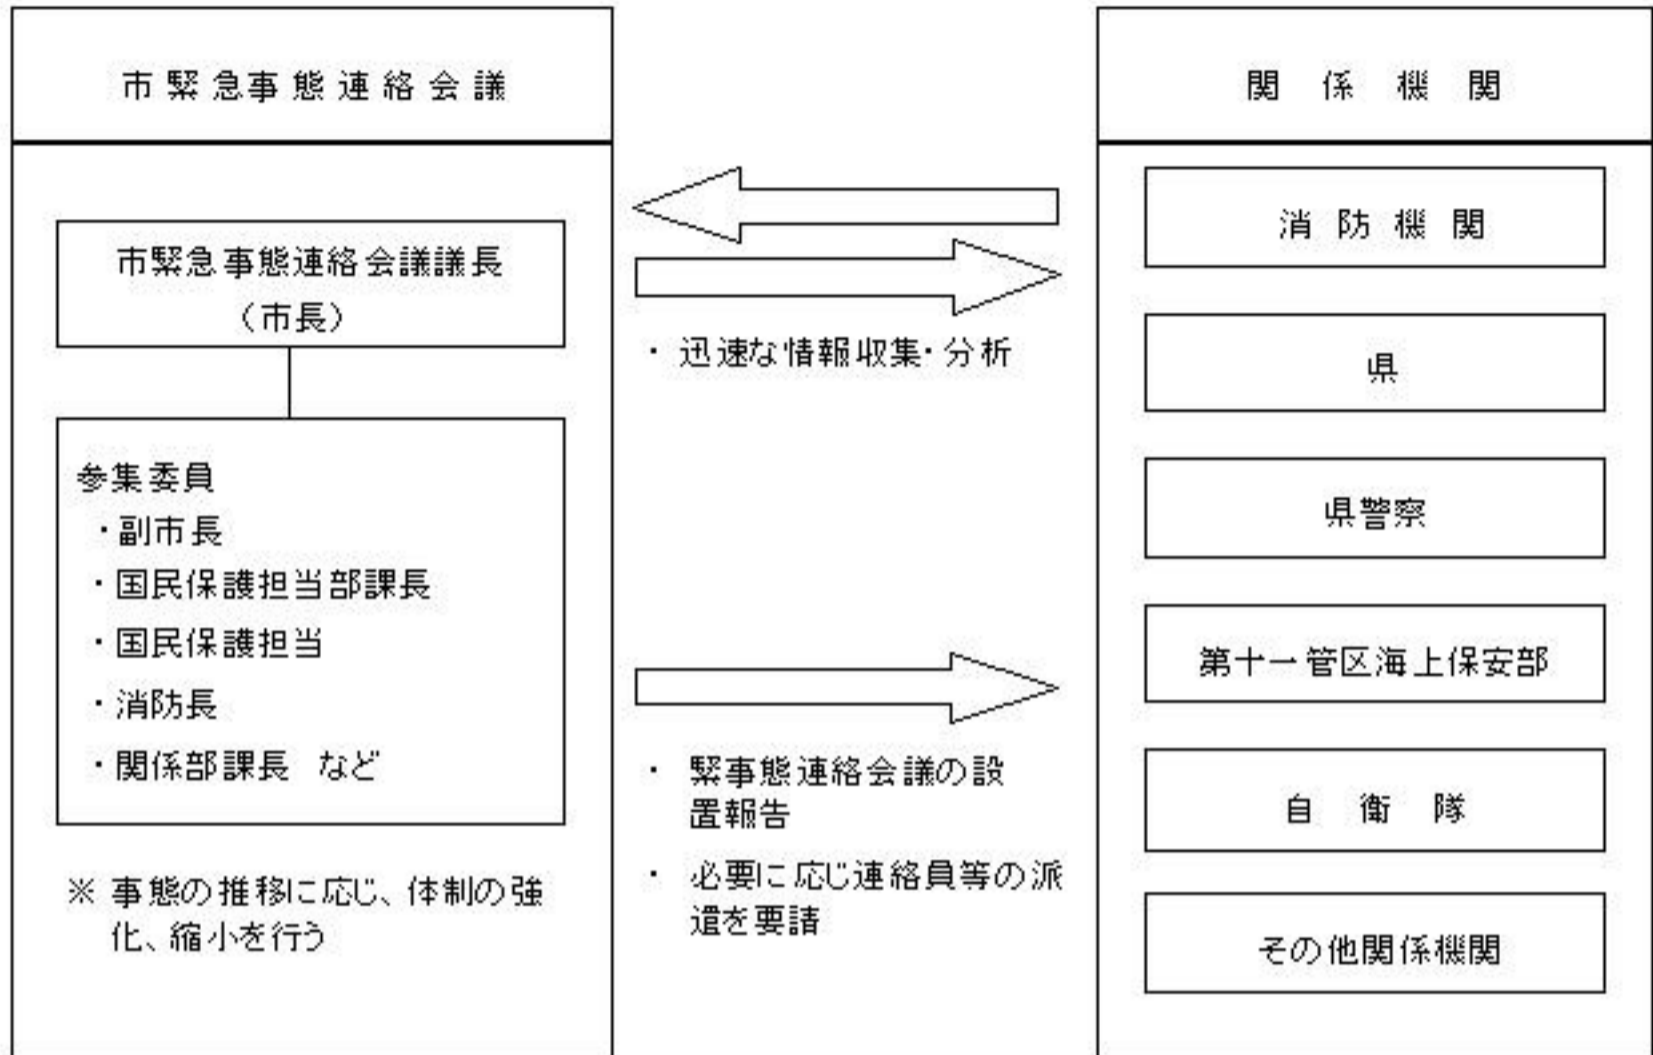 市緊急事態連絡会議
市緊急事態連絡会議議長
（市長）
参集委員
・副市長
・国民保護担当部課長
・国民保護担当
・消防長
・関係部課長　など
※ 事態の推移に応じ、体制の強
化、縮小を行う
・ 迅速な情報収集・分析
・ 緊事態連絡会議の設
置報告
・ 必要に応じ連絡員等の派
遣を要請
関係機関
消防機関
県
県警察
第十一管区海上保安部
自衛隊
その他関係機関